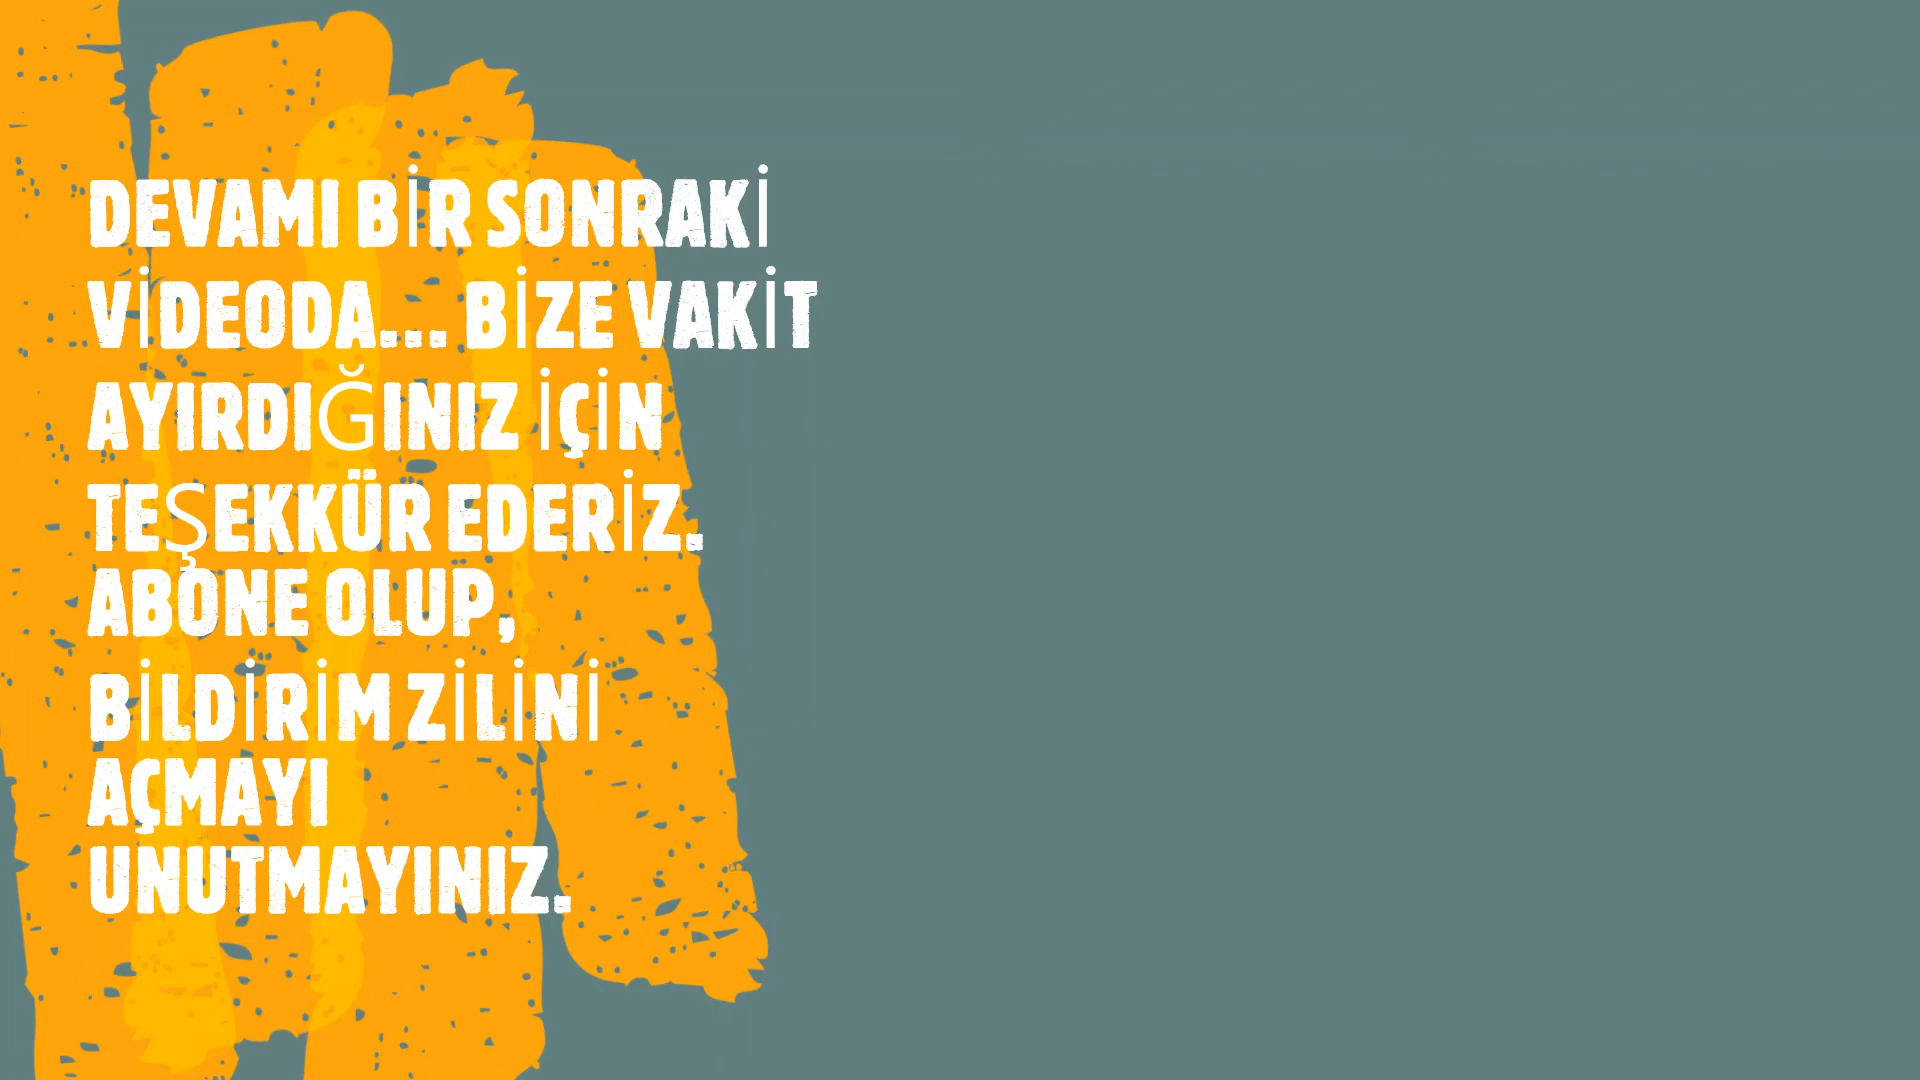 DEVAMI BİR SONRAKİ
VİDEODA... BİZE VAKİT
AYIRDIĞINIZ İÇİN
TEŞEKKÜR EDERİZ.
ABONE OLUP,
BİLDİRİM ZİLİNİ
AÇMAYI
UNUTMAYINIZ.